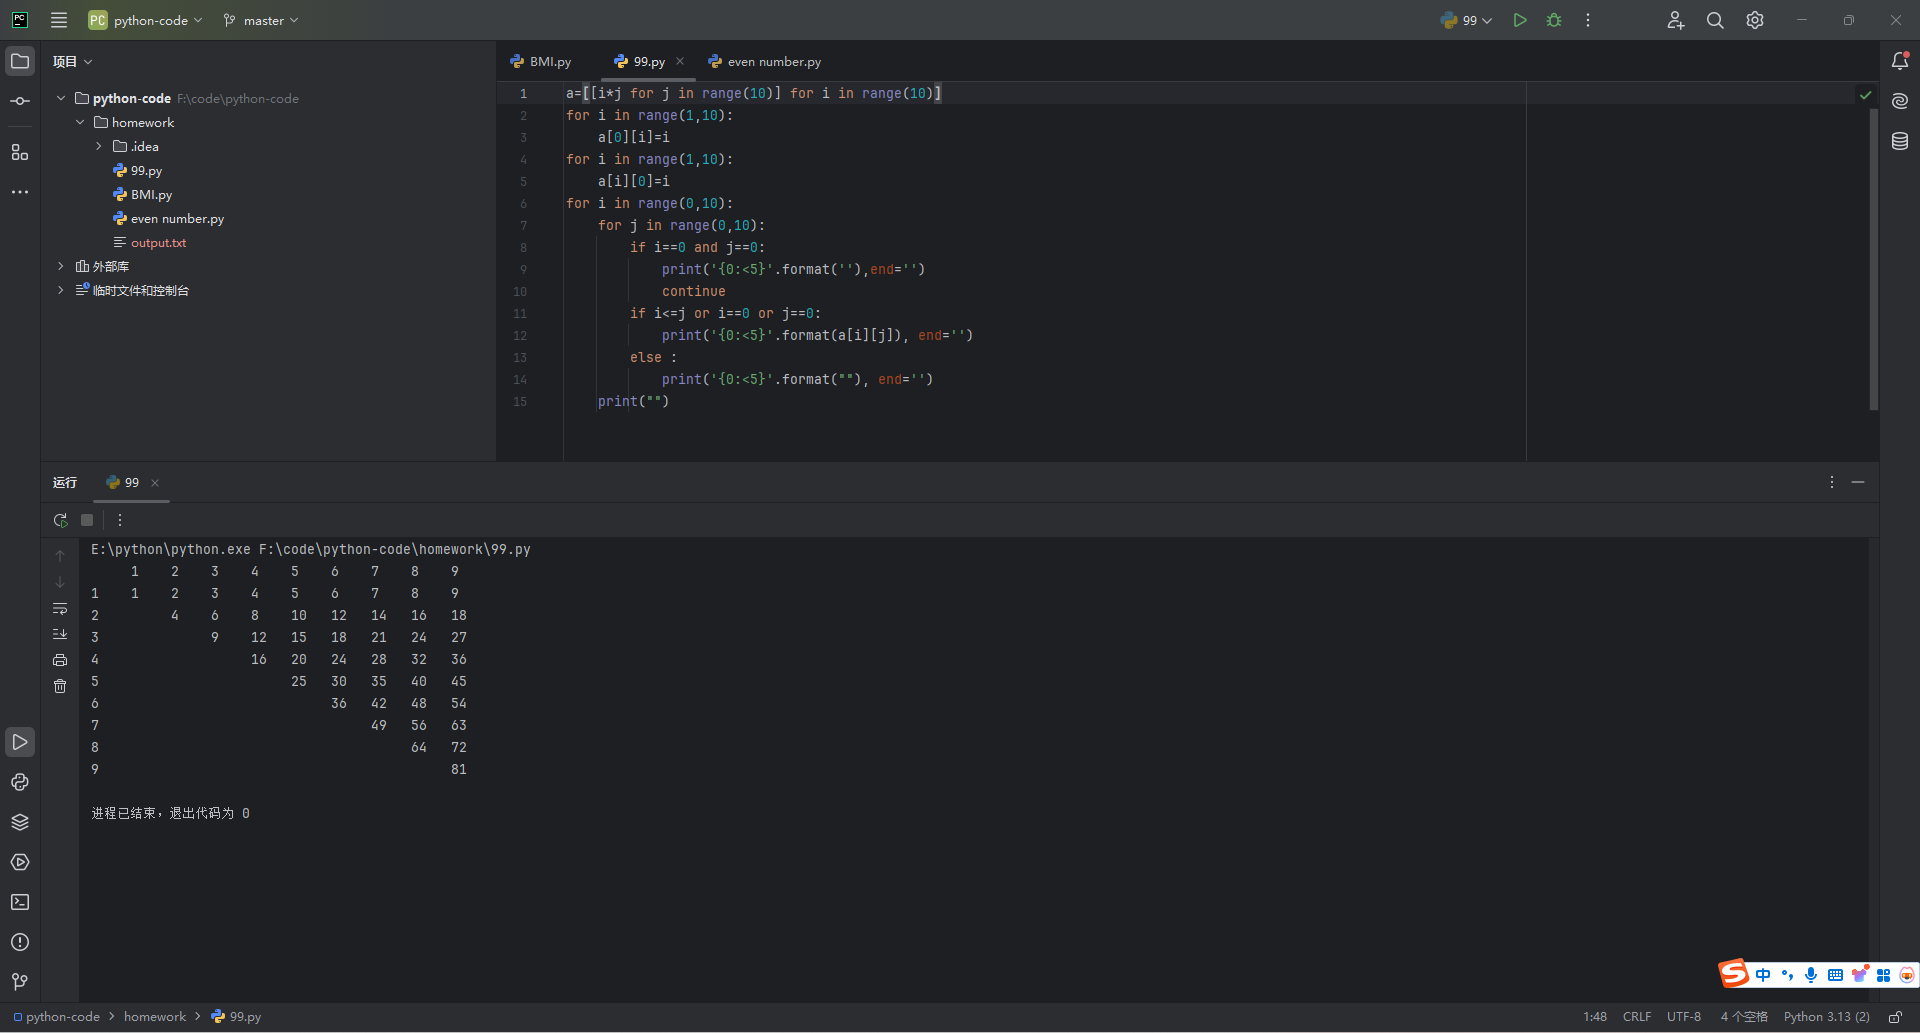 PC python-code master 99
项目
python-code F:\code\python-code
homework
.idea
99.py
BMI.py
even number.py
output.txt
外部库
临时文件和控制台
BMI.py 99.py even number.py
1 a=[[i*j for j in range(10)] for i in range(10)]
2 for i in range(1,10):
3 a[0][i]=i
4 for i in range(1,10):
5 a[i][0]=i
6 for i in range(0,10):
7 for j in range(0,10):
8 if i==0 and j==0:
9 print('{0:<5}'.format(''),end='')
10 continue
11 if i<=j or i==0 or j==0:
12 print('{0:<5}'.format(a[i][j]), end='')
13 else :
14 print('{0:<5}'.format(""), end='')
15 print("")
运行 99
E:\python\python.exe F:\code\python-code\homework\99.py
1 2 3 4 5 6 7 8 9
1 1 2 3 4 5 6 7 8 9
2 4 6 8 10 12 14 16 18
3 9 12 15 18 21 24 27
4 16 20 24 28 32 36
5 25 30 35 40 45
6 36 42 48 54
7 49 56 63
8 64 72
9 81
进程已结束，退出代码为 0
S 中
python-code homework 99.py 1:48 CRLF UTF-8 4 个空格 Python 3.13 (2)